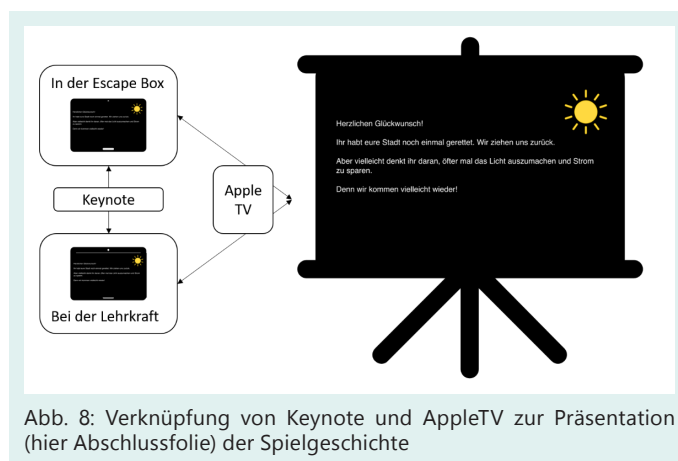 In der Escape Box
Keynote
Bei der Lehrkraft
Apple
TV
Herzlichen Glückwunsch!
Ihr habt eure Stadt noch einmal gerettet. Wir ziehen uns zurück.
Aber vielleicht denkt ihr daran, öfter mal das Licht auszumachen und Strom
zu sparen.
Denn wir kommen vielleicht wieder!
Abb. 8: Verknüpfung von Keynote und AppleTV zur Präsentation
(hier Abschlussfolie) der Spielgeschichte